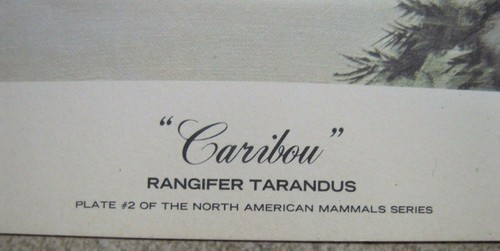 “Caribou”
RANGIFER TARANDUS
PLATE #2 OF THE NORTH AMERICAN MAMMALS SERIES